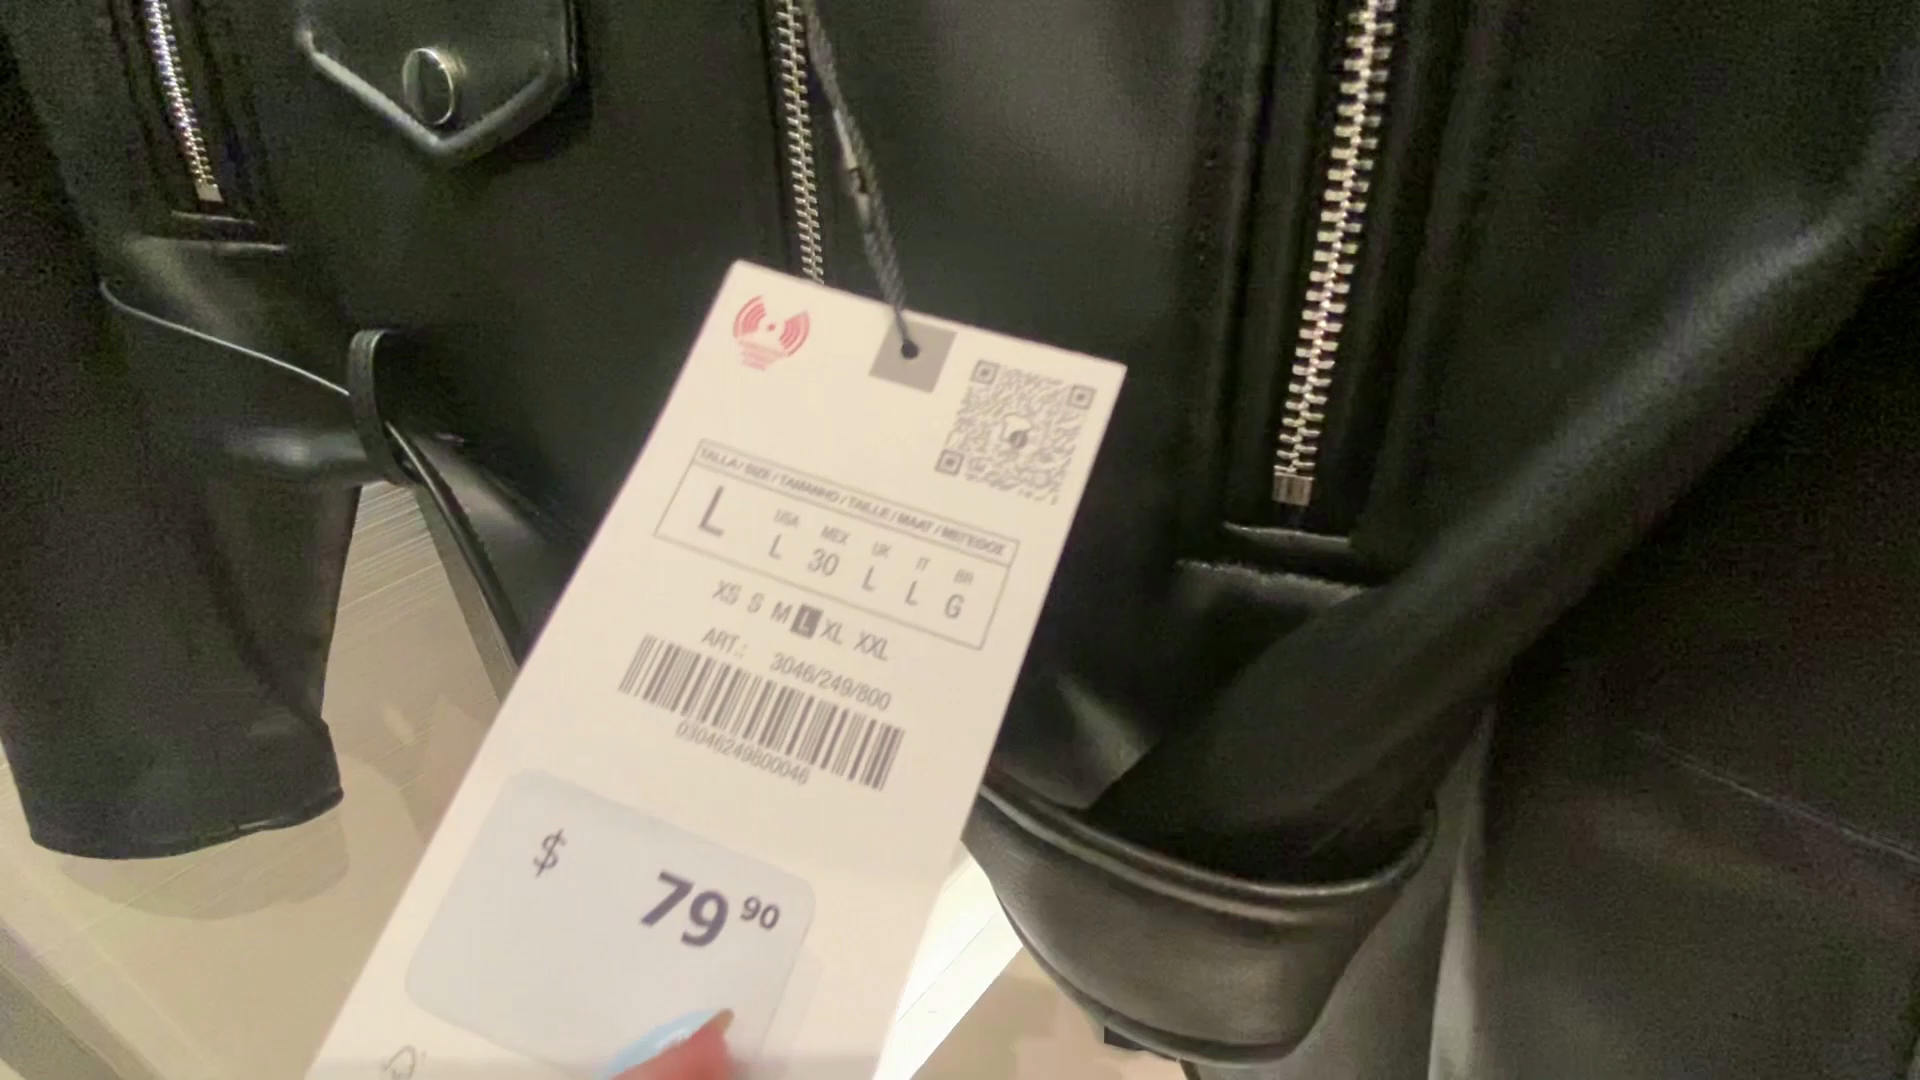 TALLA / SIZE / TAMANHO / TAILLE / MAAT / MEГЕӨОХ
L
USA MEX UK IT BR
L 30 L L G
XS S M L XL XXL
ART.: 3046/249/800
03046249800046
$ 79 90